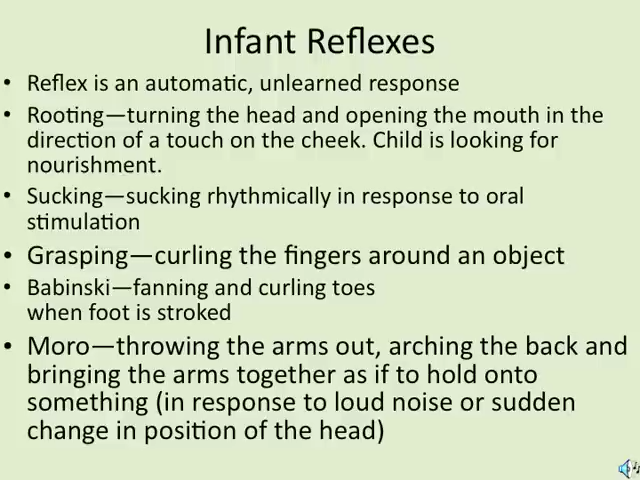 Infant Reflexes
• Reflex is an automatic, unlearned response
• Rooting—turning the head and opening the mouth in the
direction of a touch on the cheek. Child is looking for
nourishment.
• Sucking—sucking rhythmically in response to oral
stimulation
• Grasping—curling the fingers around an object
• Babinski—fanning and curling toes
when foot is stroked
• Moro—throwing the arms out, arching the back and
bringing the arms together as if to hold onto
something (in response to loud noise or sudden
change in position of the head)